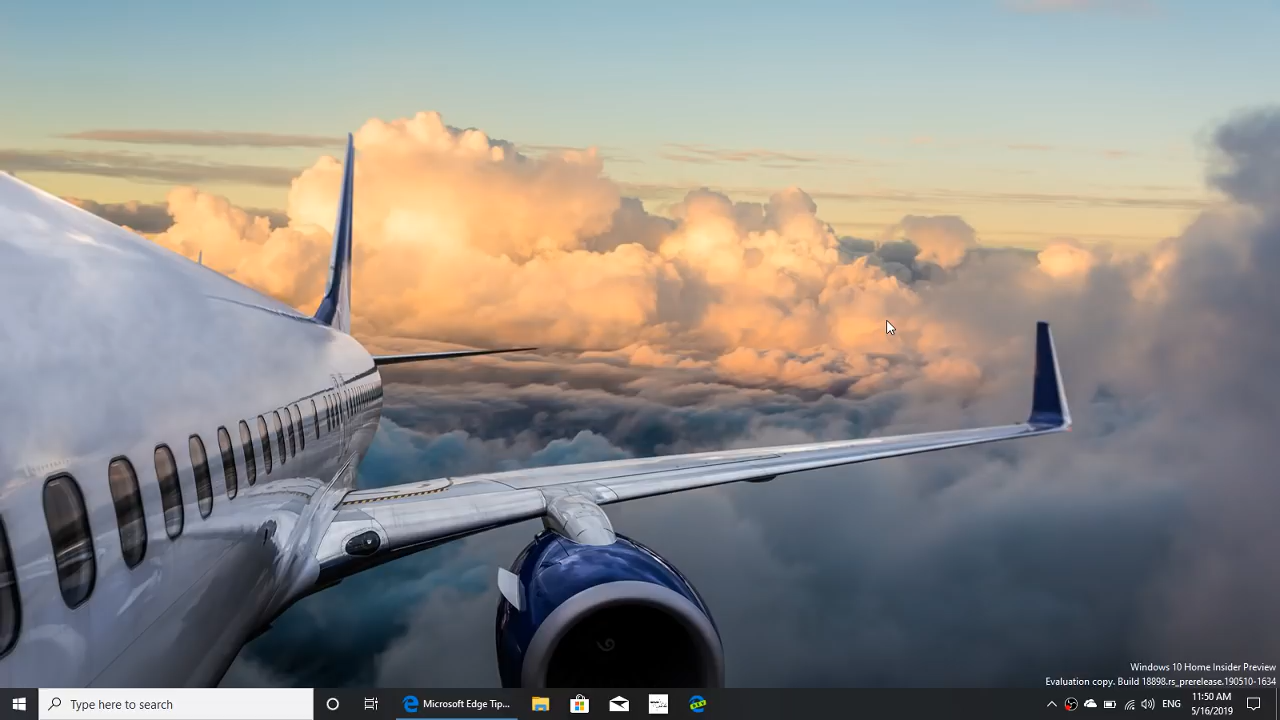 Windows 10 Home Insider Preview
Evaluation copy. Build 18898.rs_prerelease.190510-1634
Type here to search
Microsoft Edge Tip...
ENG
11:50 AM
5/16/2019